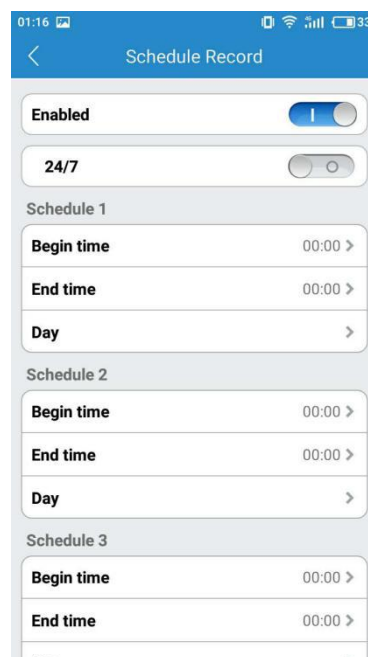 01:16 33
Schedule Record
Enabled
24/7
Schedule 1
Begin time 00:00
End time 00:00
Day
Schedule 2
Begin time 00:00
End time 00:00
Day
Schedule 3
Begin time 00:00
End time 00:00